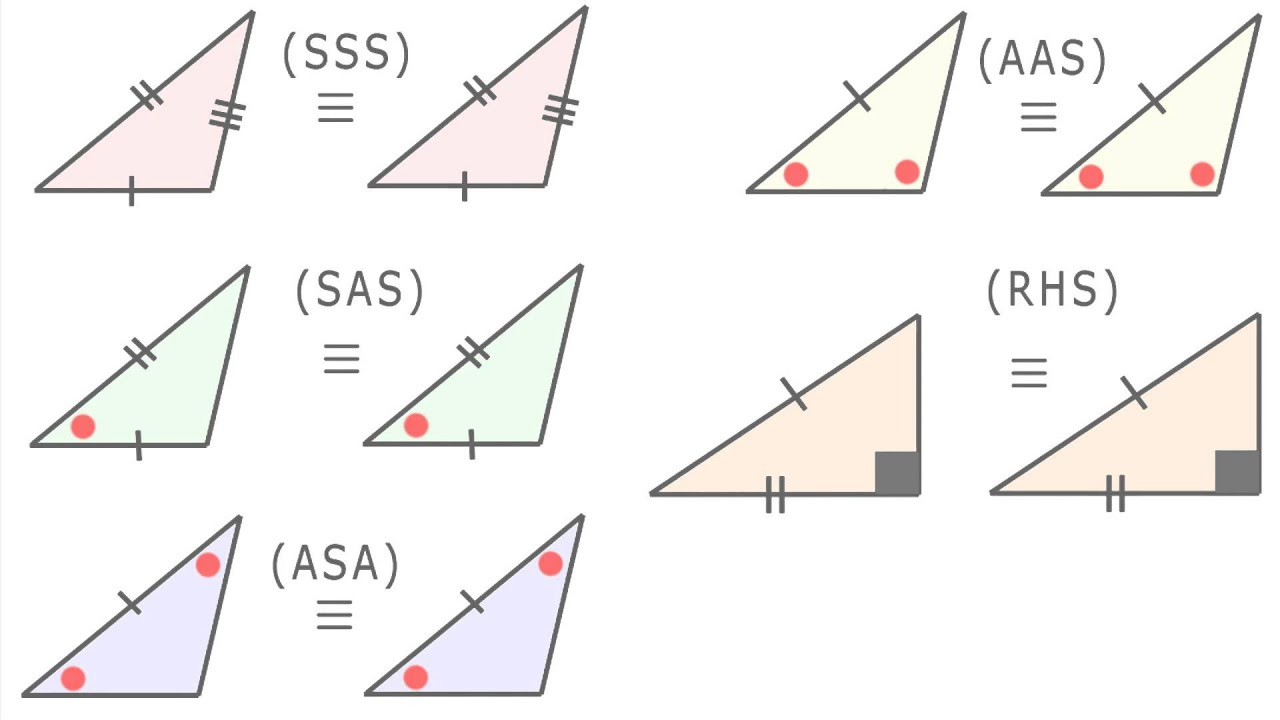 (SSS)
≡
(AAS)
≡
(SAS)
≡
(RHS)
≡
(ASA)
≡